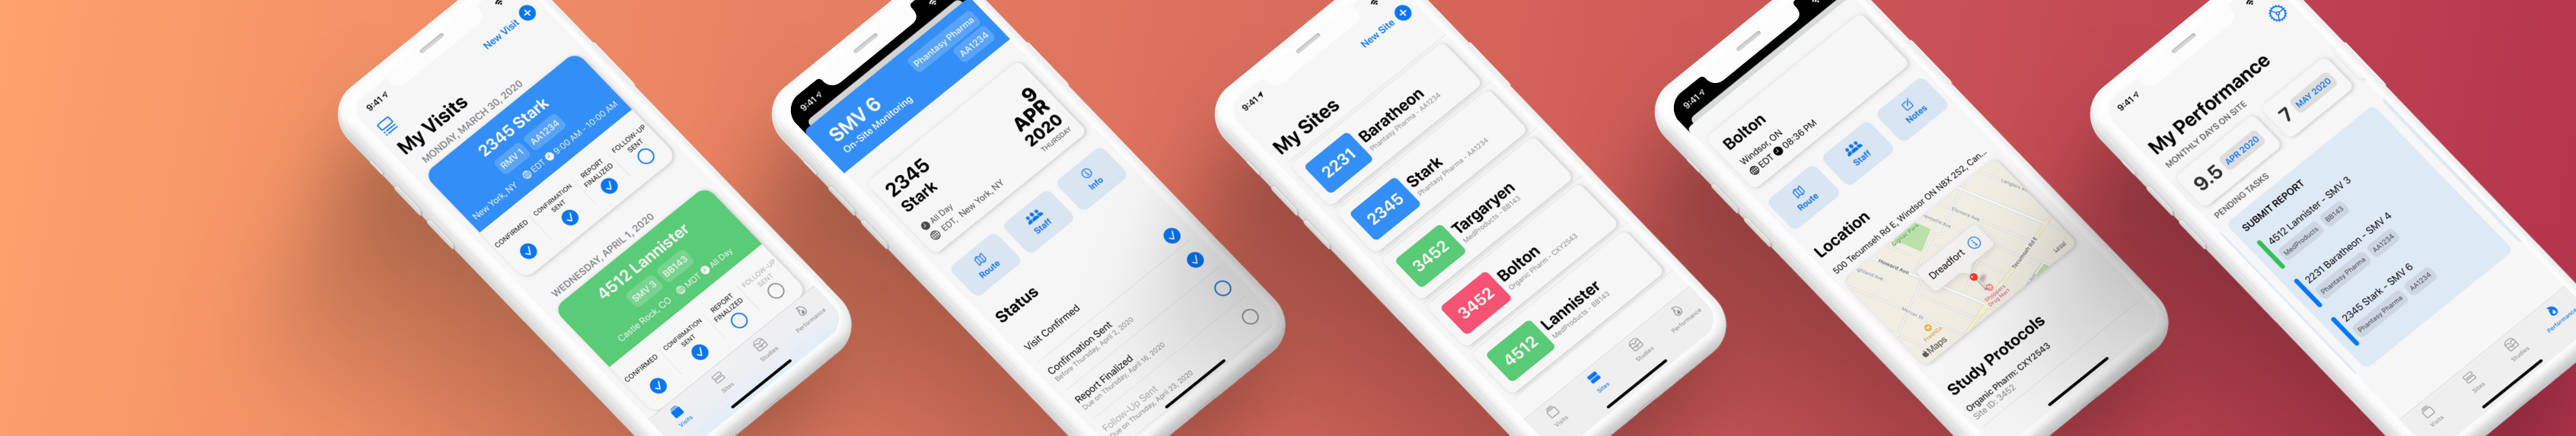 9:41
New Visit
My Visits
MONDAY, MARCH 30, 2020
2345 Stark
RMV 1 AA1234
New York, NY EDT 9:00 AM - 10:00 AM
CONFIRMED
CONFIRMATION
SENT
REPORT
FINALIZED
FOLLOW-UP
SENT
WEDNESDAY, APRIL 1, 2020
4512 Lannister
SMV 3 BB143
Castle Rock, CO MDT All Day
CONFIRMED
CONFIRMATION
SENT
REPORT
FINALIZED
FOLLOW-UP
SENT
Visits
Sites
Studies
Performance
9:41
SMV 6
On-Site Monitoring
Phantasy Pharma
AA1234
2345
Stark
All Day
EDT, New York, NY
9
APR
2020
THURSDAY
Route
Staff
Info
Status
Visit Confirmed
Confirmation Sent
Before Thursday, April 2, 2020
Report Finalized
Due on Thursday, April 16, 2020
Follow-Up Sent
Due on Thursday, April 23, 2020
9:41
New Site
My Sites
2231
Baratheon
Phantasy Pharma - AA1234
2345
Stark
Phantasy Pharma - AA1234
3452
Targaryen
MedProducts - BB143
3452
Bolton
Organic Pharm - CXY2543
4512
Lannister
MedProducts - BB143
Visits
Sites
Studies
Performance
9:41
Bolton
Windsor, ON
EDT 08:36 PM
Route
Staff
Notes
Location
500 Tecumseh Rd E, Windsor ON N8X 2S2, Can...
Howard Ave
Dreadfort
Tecumseh Rd E
Shoppers
Drug Mart
FreshCo
Mercer St
Maps
Study Protocols
Organic Pharm: CXY2543
Site ID: 3452
9:41
My Performance
MONTHLY DAYS ON SITE
9.5 APR 2020
7 MAY 2020
PENDING TASKS
SUBMIT REPORT
4512 Lannister - SMV 3
MedProducts BB143
2231 Baratheon - SMV 4
Phantasy Pharma AA1234
2345 Stark - SMV 6
Phantasy Pharma AA1234
Visits
Sites
Studies